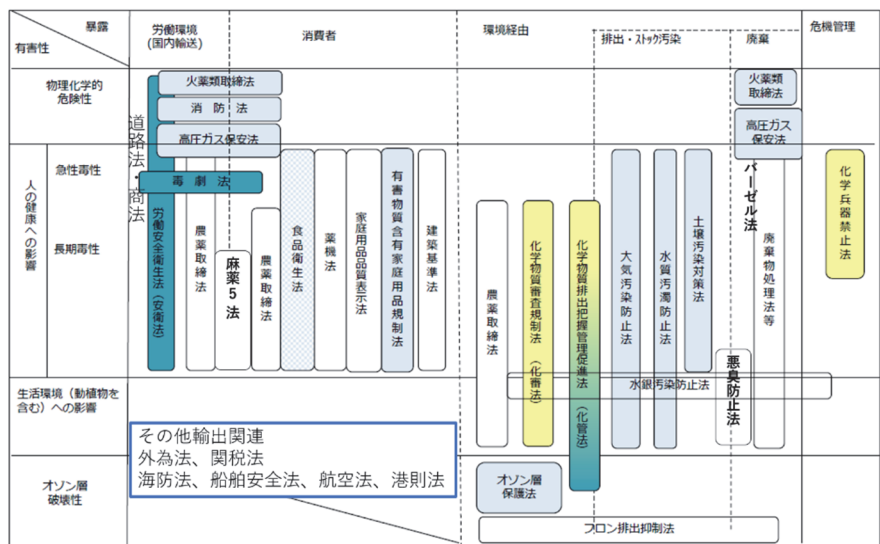 暴露
有害性
労働環境
(国内輸送)
消費者
環境経由
排出・ストック汚染
廃棄
危機管理
物理化学的
危険性
火薬類取締法
消 防 法
高圧ガス保安法
火薬類
取締法
高圧ガス
保安法
道路法・商法
人の健康への影響
急性毒性
長期毒性
毒 劇 法
労働安全衛生法(安衛法)
農薬取締法
麻薬5法
農薬取締法
食品衛生法
薬機法
家庭用品品質表示法
有害物質含有家庭用品規制法
建築基準法
農薬取締法
化学物質審査規制法(化審法)
化学物質排出把握管理促進法(化管法)
大気汚染防止法
水質汚濁防止法
土壌汚染対策法
バーゼル法
廃棄物処理法等
悪臭防止法
化学兵器禁止法
水銀汚染防止法
生活環境(動植物を
含む)への影響
その他輸出関連
外為法、関税法
海防法、船舶安全法、航空法、港則法
オゾン層
破壊性
オゾン層
保護法
フロン排出抑制法